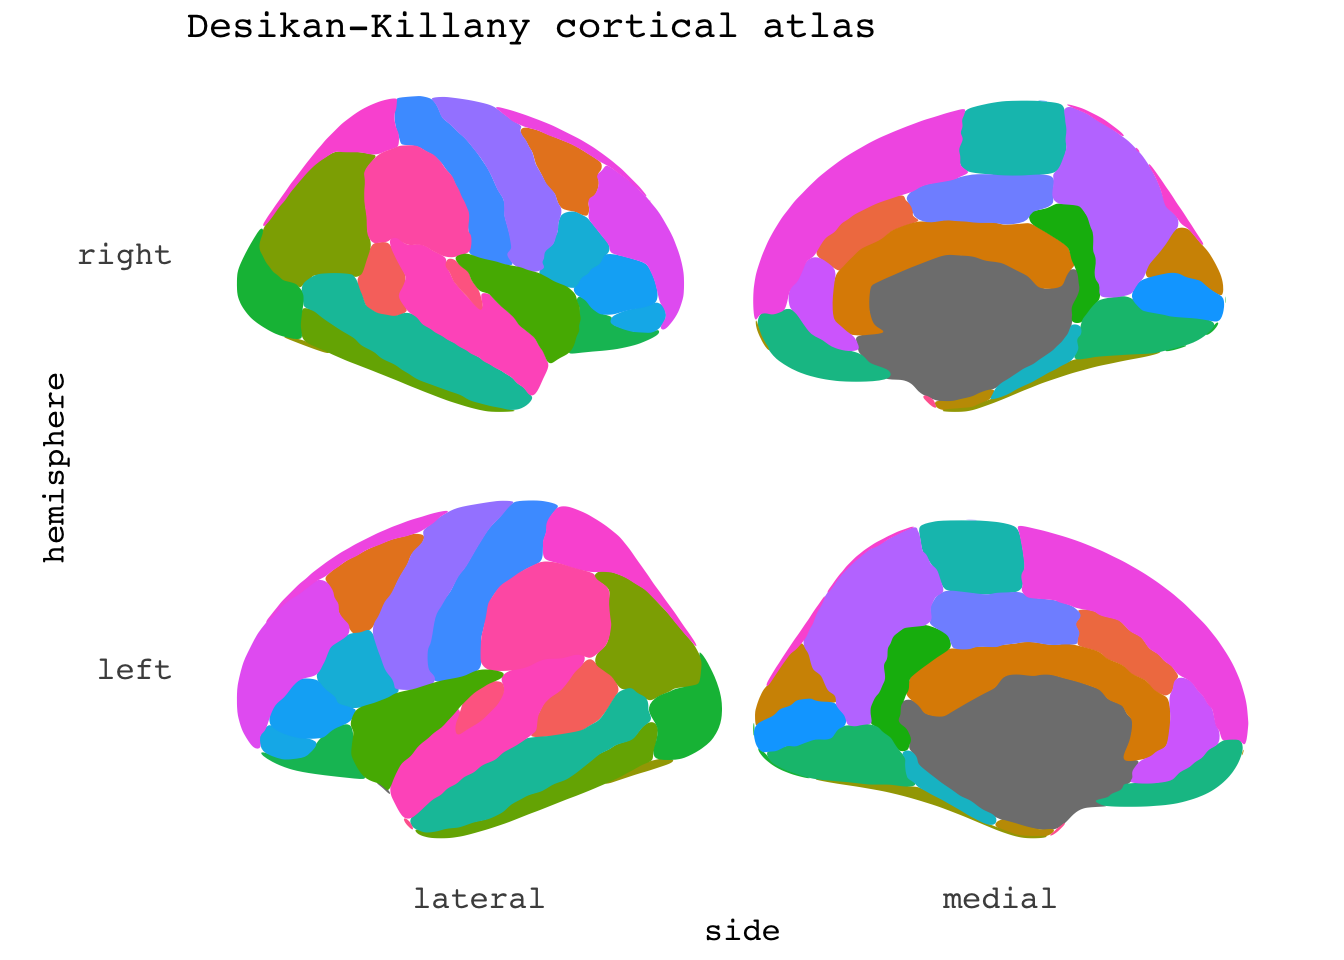 Desikan-Killany cortical atlas
right
hemisphere
left
lateral
medial
side